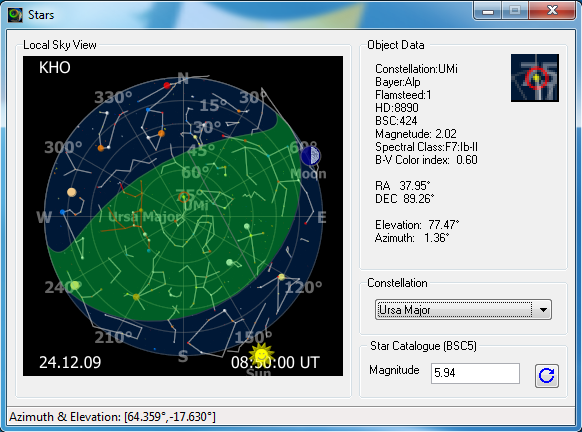 Stars
Local Sky View
KHO
N
330°
30°
15°
30°
300°
45°
60°
60°
Moon
75°
UMi
Ursa Major
W
E
240°
120°
210°
150°
S
24.12.09
08:50:00 UT
Sun
Object Data
75
Constellation:UMi
Bayer:Alp
Flamsteed:1
HD:8890
BSC:424
Magnetude: 2.02
Spectral Class:F7:Ib-II
B-V Color index: 0.60
RA 37.95°
DEC 89.26°
Elevation: 77.47°
Azimuth: 1.36°
Constellation
Ursa Major
Star Catalogue (BSC5)
Magnitude
5.94
Azimuth & Elevation: [64.359°,-17.630°]